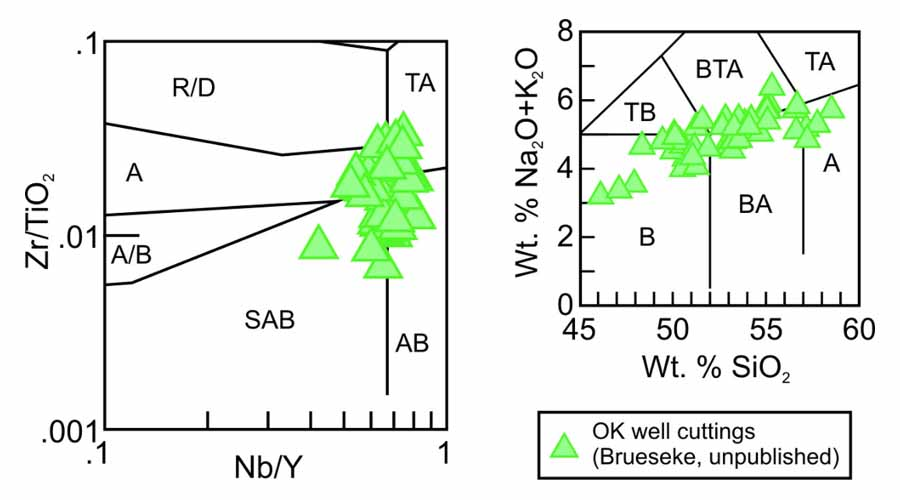 .1
R/D
TA
A
Zr/TiO₂
.01
A/B
SAB
AB
.001
.1
1
Nb/Y
8
BTA
TA
6
TB
Wt. % Na₂O+K₂O
4
A
BA
B
2
0
45
50
55
60
Wt. % SiO₂
OK well cuttings
(Brueseke, unpublished)